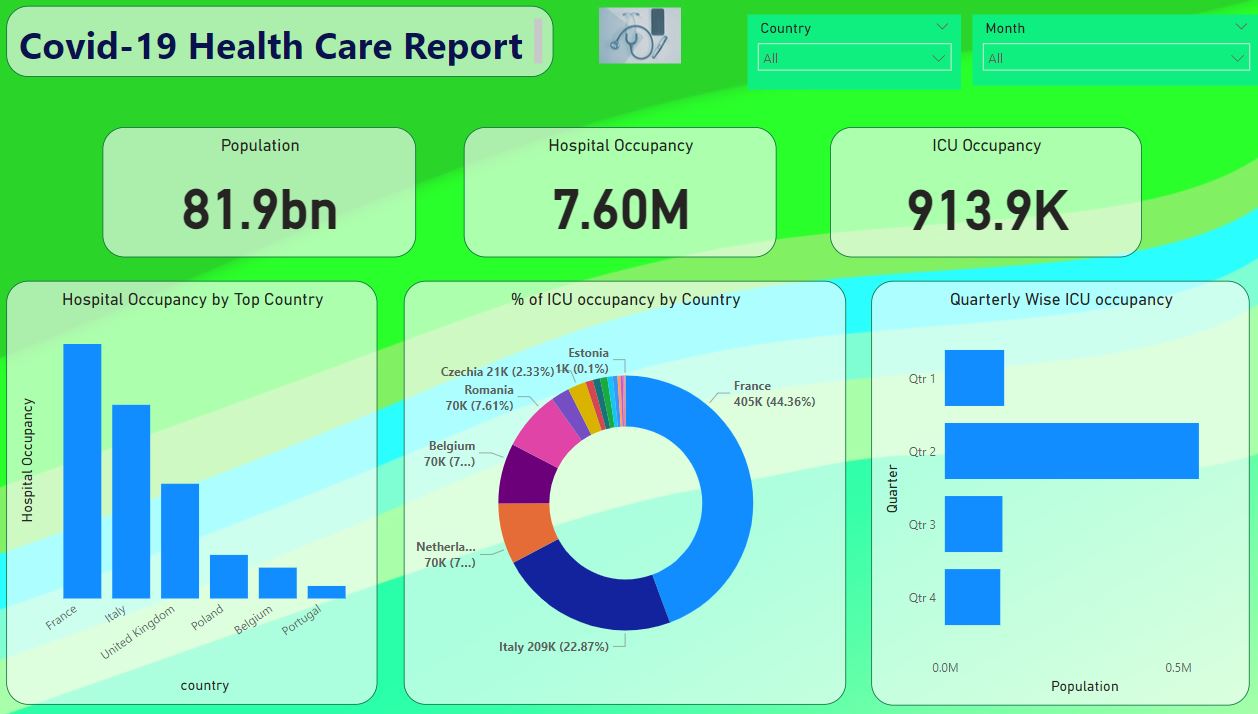 Covid-19 Health Care Report
Country
All
Month
All
Population
81.9bn
Hospital Occupancy
7.60M
ICU Occupancy
913.9K
Hospital Occupancy by Top Country
Hospital Occupancy
France
Italy
United Kingdom
Poland
Belgium
Portugal
country
% of ICU occupancy by Country
Estonia
1K (0.1%)
Czechia 21K (2.33%)
Romania
70K (7.61%)
Belgium
70K (7...)
Netherla...
70K (7...)
Italy 209K (22.87%)
France
405K (44.36%)
Quarterly Wise ICU occupancy
Quarter
Qtr 1
Qtr 2
Qtr 3
Qtr 4
0.0M
0.5M
Population